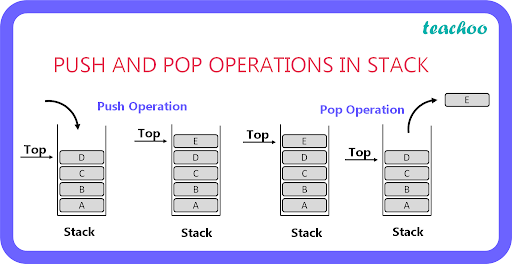 teachoo
PUSH AND POP OPERATIONS IN STACK
Push Operation
Pop Operation
E
Top
D
C
B
A
Stack
Top
E
D
C
B
A
Stack
Top
E
D
C
B
A
Stack
Top
D
C
B
A
Stack